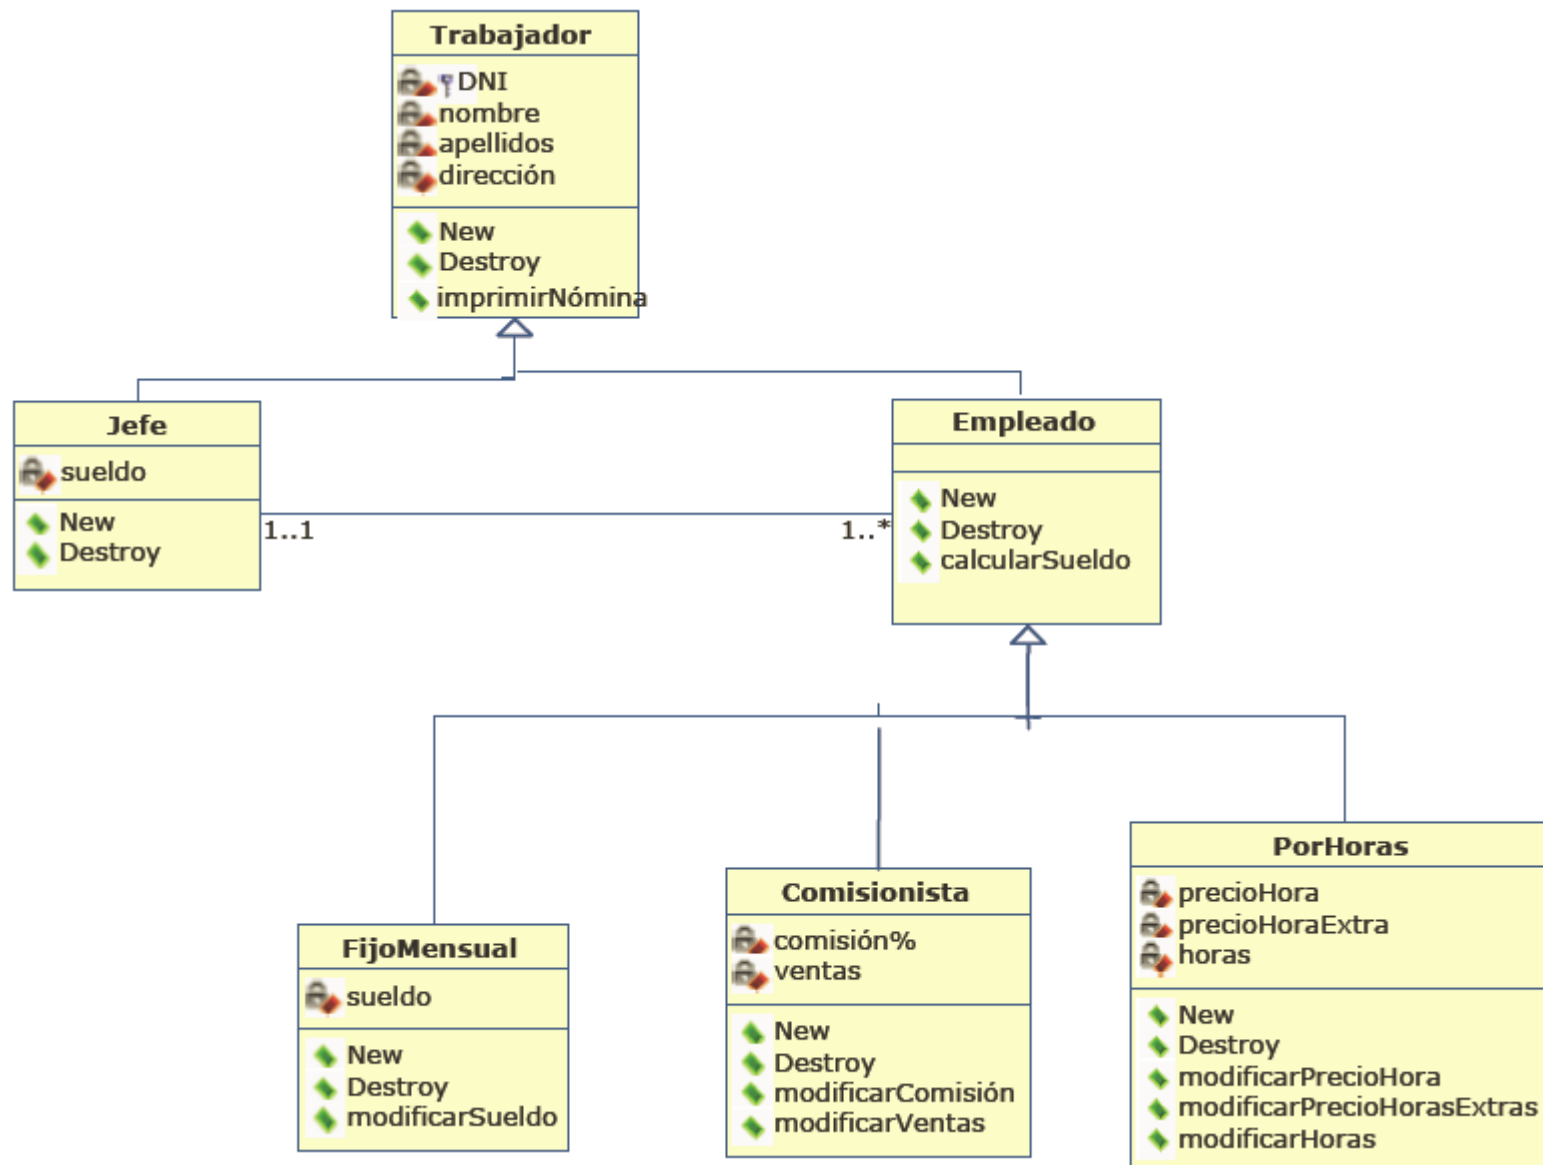 Trabajador
DNI
nombre
apellidos
dirección
New
Destroy
imprimirNómina
Jefe
sueldo
New
Destroy
1..1
1..*
Empleado
New
Destroy
calcularSueldo
FijoMensual
sueldo
New
Destroy
modificarSueldo
Comisionista
comisión%
ventas
New
Destroy
modificarComisión
modificarVentas
PorHoras
precioHora
precioHoraExtra
horas
New
Destroy
modificarPrecioHora
modificarPrecioHorasExtras
modificarHoras